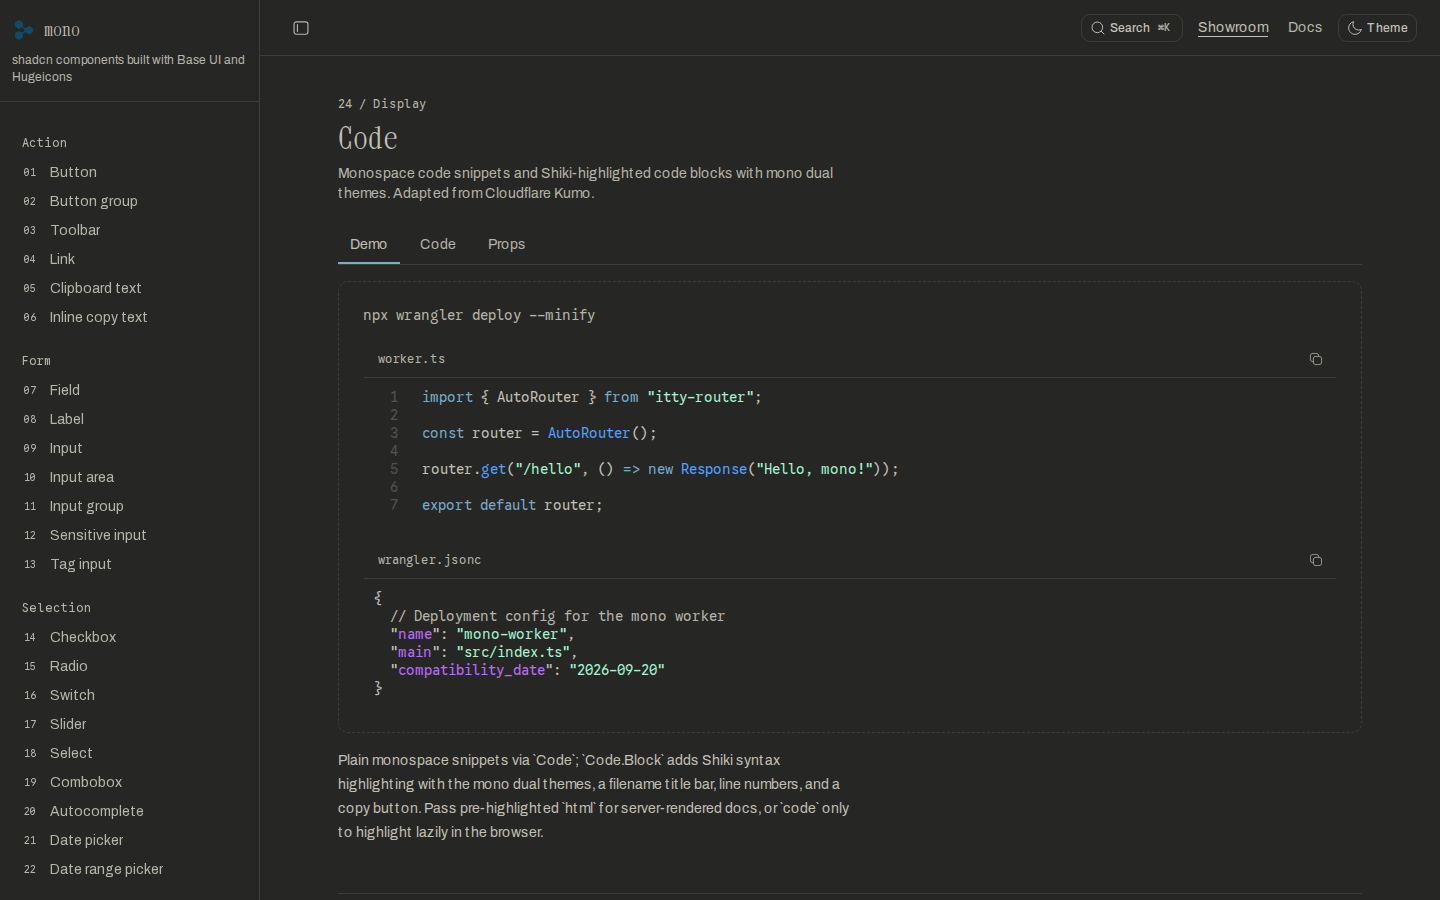 mono
shadcn components built with Base UI and
Hugeicons
Search ⌘K
Showroom
Docs
Theme
Action
01 Button
02 Button group
03 Toolbar
04 Link
05 Clipboard text
06 Inline copy text
Form
07 Field
08 Label
09 Input
10 Input area
11 Input group
12 Sensitive input
13 Tag input
Selection
14 Checkbox
15 Radio
16 Switch
17 Slider
18 Select
19 Combobox
20 Autocomplete
21 Date picker
22 Date range picker
24 / Display
Code
Monospace code snippets and Shiki-highlighted code blocks with mono dual
themes. Adapted from Cloudflare Kumo.
Demo Code Props
npx wrangler deploy --minify
worker.ts
1 import { AutoRouter } from "itty-router";
2
3 const router = AutoRouter();
4
5 router.get("/hello", () => new Response("Hello, mono!"));
6
7 export default router;
wrangler.jsonc
{
  // Deployment config for the mono worker
  "name": "mono-worker",
  "main": "src/index.ts",
  "compatibility_date": "2026-09-20"
}
Plain monospace snippets via `Code`; `Code.Block` adds Shiki syntax
highlighting with the mono dual themes, a filename title bar, line numbers, and a
copy button. Pass pre-highlighted `html` for server-rendered docs, or `code` only
to highlight lazily in the browser.